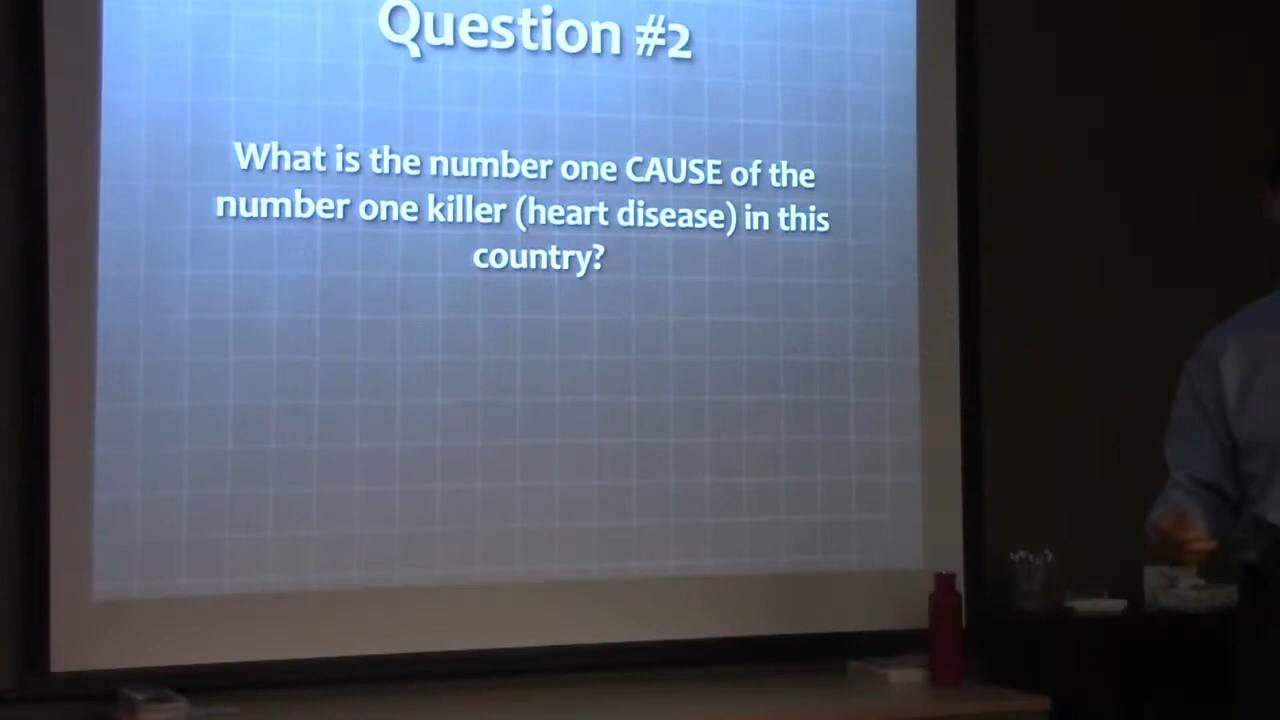 Question #2
What is the number one CAUSE of the
number one killer (heart disease) in this
country?